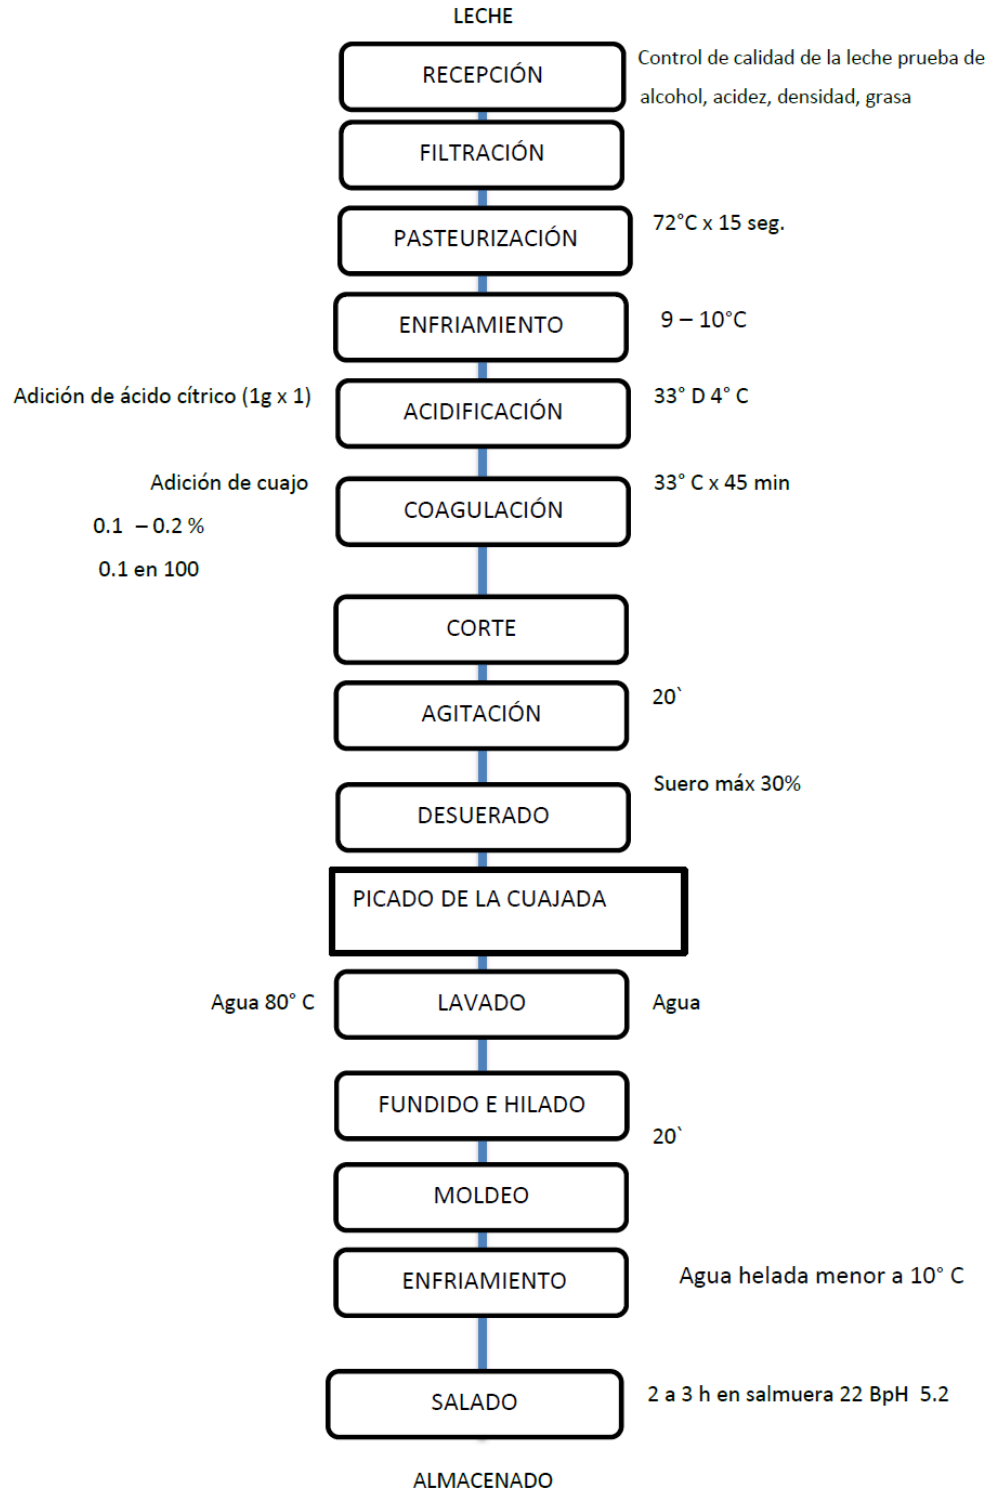 LECHE
RECEPCIÓN
Control de calidad de la leche prueba de
alcohol, acidez, densidad, grasa
FILTRACIÓN
PASTEURIZACIÓN
72°C x 15 seg.
ENFRIAMIENTO
9 – 10°C
Adición de ácido cítrico (1g x 1)
ACIDIFICACIÓN
33° D 4° C
Adición de cuajo
0.1 – 0.2 %
0.1 en 100
COAGULACIÓN
33° C x 45 min
CORTE
AGITACIÓN
20`
DESUERADO
Suero máx 30%
PICADO DE LA CUAJADA
Agua 80° C
LAVADO
Agua
FUNDIDO E HILADO
20`
MOLDEO
ENFRIAMIENTO
Agua helada menor a 10° C
SALADO
2 a 3 h en salmuera 22 BpH 5.2
ALMACENADO